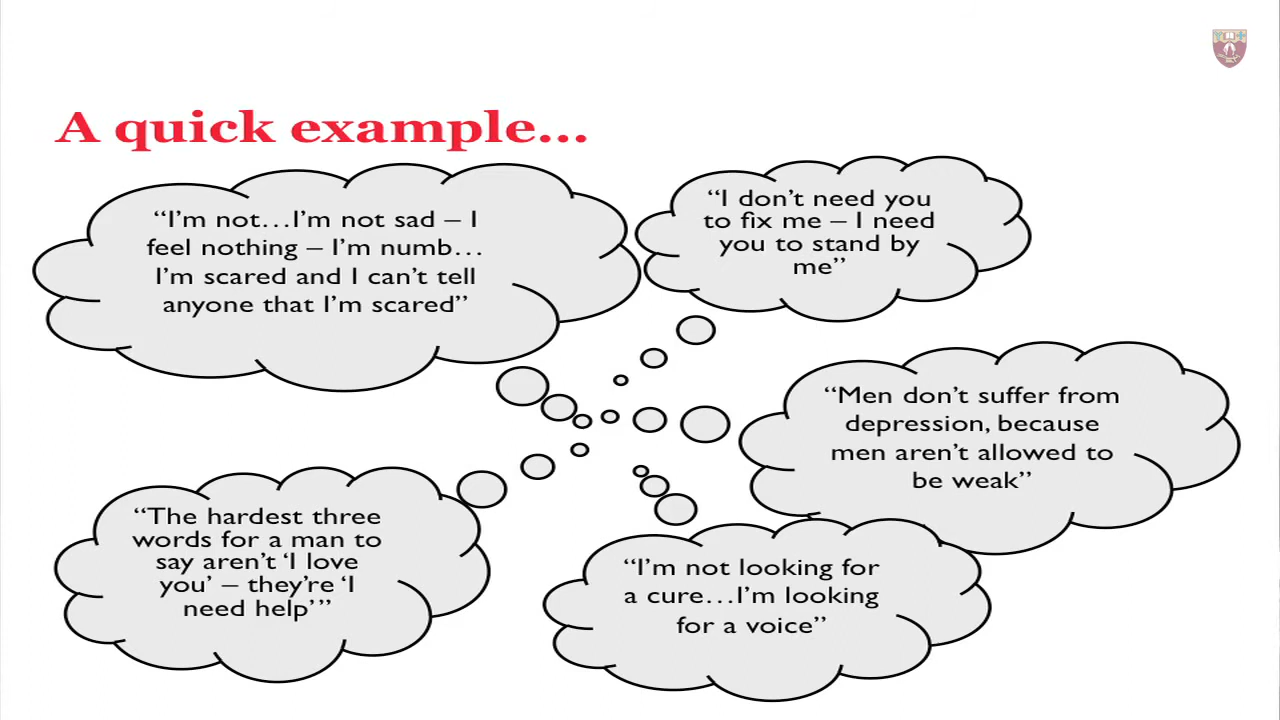 A quick example…
“I’m not…I’m not sad – I
feel nothing – I’m numb…
I’m scared and I can’t tell
anyone that I’m scared”
“I don’t need you
to fix me – I need
you to stand by
me”
“Men don’t suffer from
depression, because
men aren’t allowed to
be weak”
“The hardest three
words for a man to
say aren’t ‘I love
you’ – they’re ‘I
need help’”
“I’m not looking for
a cure…I’m looking
for a voice”